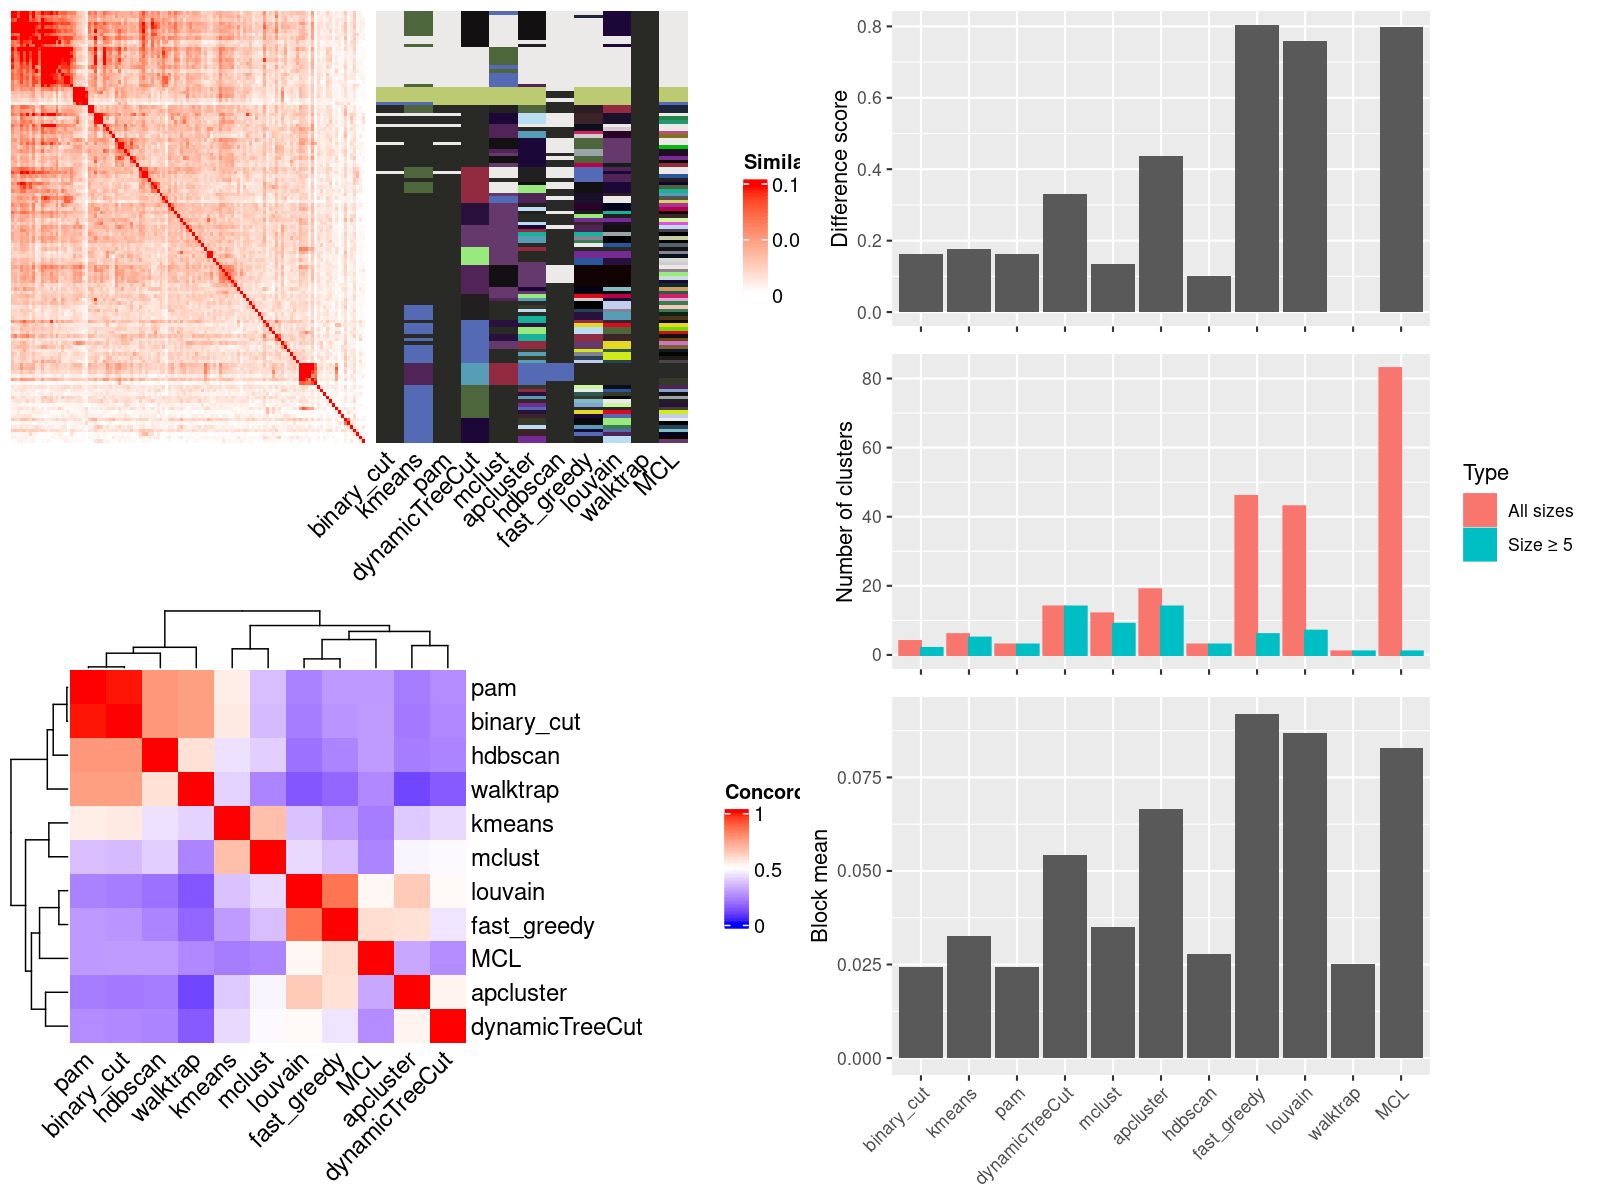 Simila
0.1
0.0
0
binary_cut
kmeans
pam
dynamicTreeCut
mclust
apcluster
hdbscan
fast_greedy
louvain
walktrap
MCL
pam
binary_cut
hdbscan
walktrap
kmeans
mclust
louvain
fast_greedy
MCL
apcluster
dynamicTreeCut
pam
binary_cut
hdbscan
walktrap
kmeans
mclust
louvain
fast_greedy
MCL
apcluster
dynamicTreeCut
Concord
1
0.5
0
Difference score
0.8
0.6
0.4
0.2
0.0
Number of clusters
80
60
40
20
0
Type
All sizes
Size ≥ 5
Block mean
0.075
0.050
0.025
0.000
binary_cut
kmeans
pam
dynamicTreeCut
mclust
apcluster
hdbscan
fast_greedy
louvain
walktrap
MCL